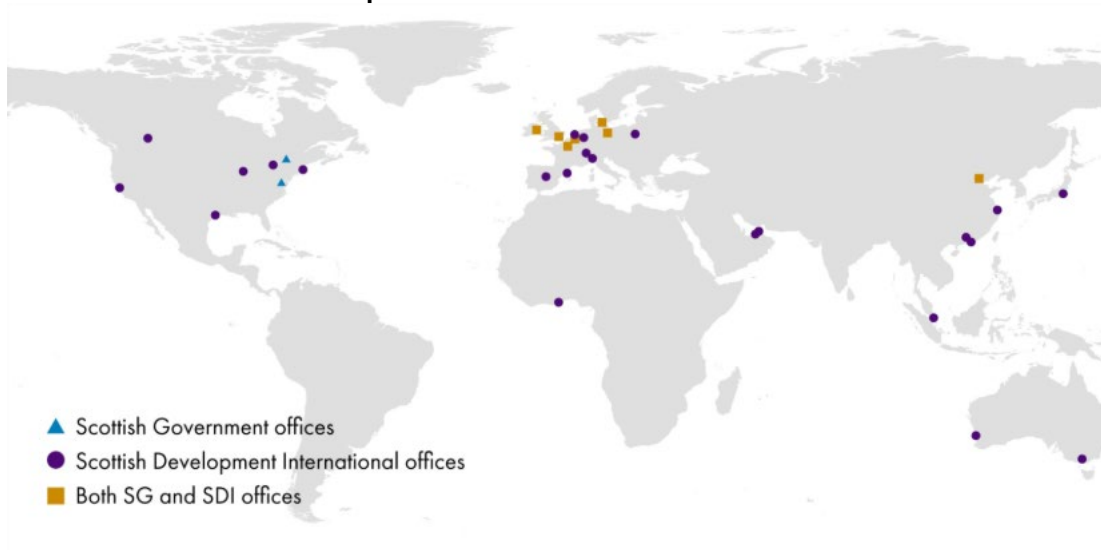 Scottish Government offices
Scottish Development International offices
Both SG and SDI offices